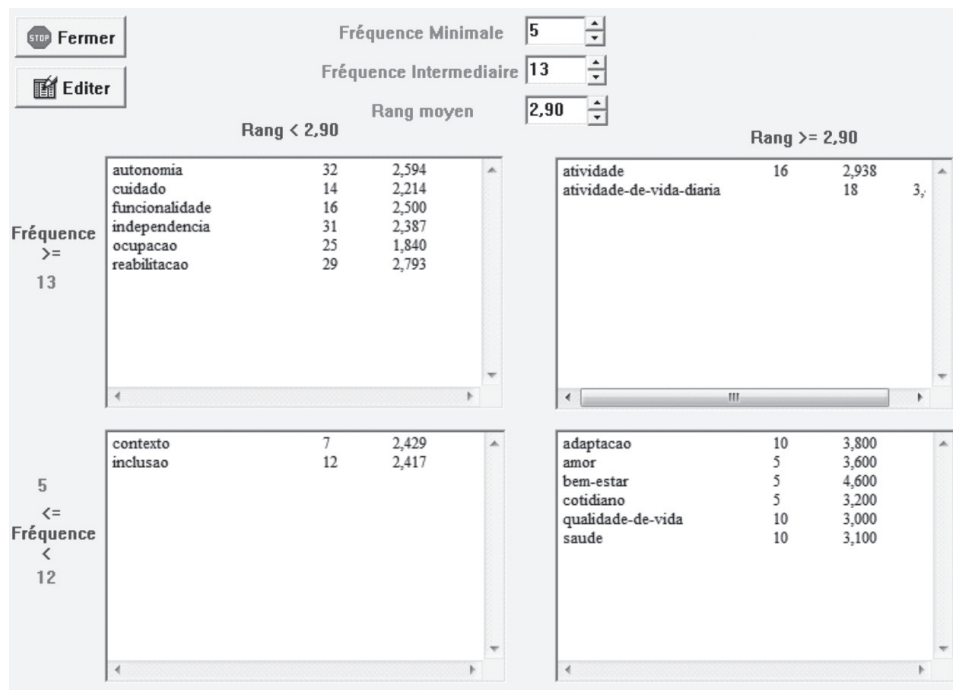 STOP Fermer
Editer
Fréquence Minimale 5
Fréquence Intermediaire 13
Rang moyen 2,90
Rang < 2,90
Rang >= 2,90
Fréquence
>=
13
autonomia 32 2,594
cuidado 14 2,214
funcionalidade 16 2,500
independencia 31 2,387
ocupacao 25 1,840
reabilitacao 29 2,793
atividade 16 2,938
atividade-de-vida-diaria 18 3,
5
<=
Fréquence
<
12
contexto 7 2,429
inclusao 12 2,417
adaptacao 10 3,800
amor 5 3,600
bem-estar 5 4,600
cotidiano 5 3,200
qualidade-de-vida 10 3,000
saude 10 3,100